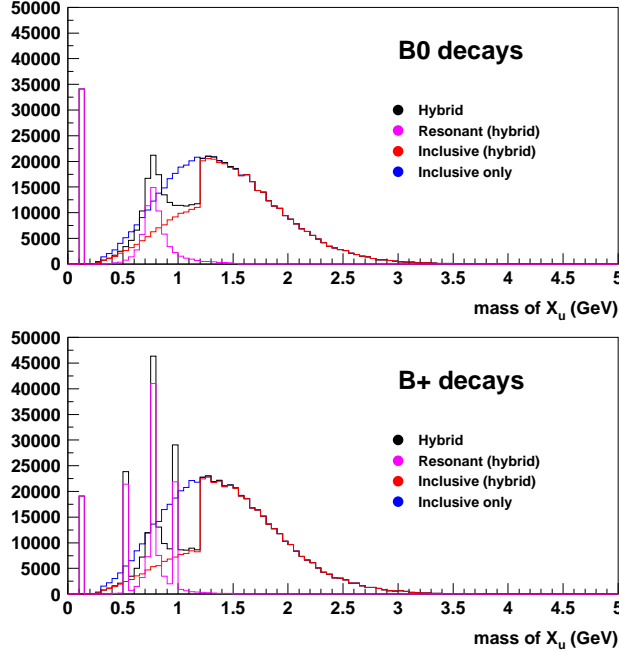 50000
45000
40000
35000
30000
25000
20000
15000
10000
5000
0
B0 decays
Hybrid
Resonant (hybrid)
Inclusive (hybrid)
Inclusive only
0 0.5 1 1.5 2 2.5 3 3.5 4 4.5 5
mass of X_u (GeV)
50000
45000
40000
35000
30000
25000
20000
15000
10000
5000
0
B+ decays
Hybrid
Resonant (hybrid)
Inclusive (hybrid)
Inclusive only
0 0.5 1 1.5 2 2.5 3 3.5 4 4.5 5
mass of X_u (GeV)